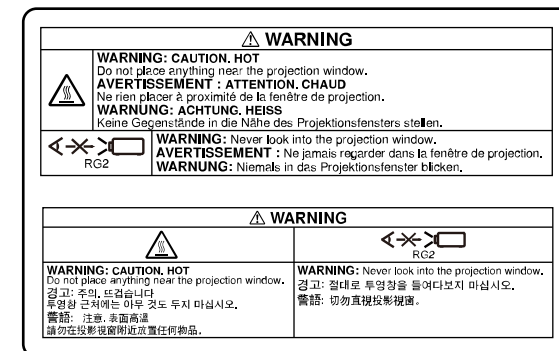 ⚠ WARNING
WARNING: CAUTION. HOT
Do not place anything near the projection window.
AVERTISSEMENT : ATTENTION. CHAUD
Ne rien placer à proximité de la fenêtre de projection.
WARNUNG: ACHTUNG. HEISS
Keine Gegenstände in die Nähe des Projektionsfensters stellen.
RG2
WARNING: Never look into the projection window.
AVERTISSEMENT : Ne jamais regarder dans la fenêtre de projection.
WARNUNG: Niemals in das Projektionsfenster blicken.
⚠ WARNING
WARNING: CAUTION. HOT
Do not place anything near the projection window.
경고: 주의. 뜨겁습니다
투영창 근처에는 아무 것도 두지 마십시오.
警語: 注意. 表面高溫
請勿在投影視窗附近放置任何物品。
RG2
WARNING: Never look into the projection window.
경고: 절대로 투영창을 들여다보지 마십시오.
警語: 切勿直視投影視窗。